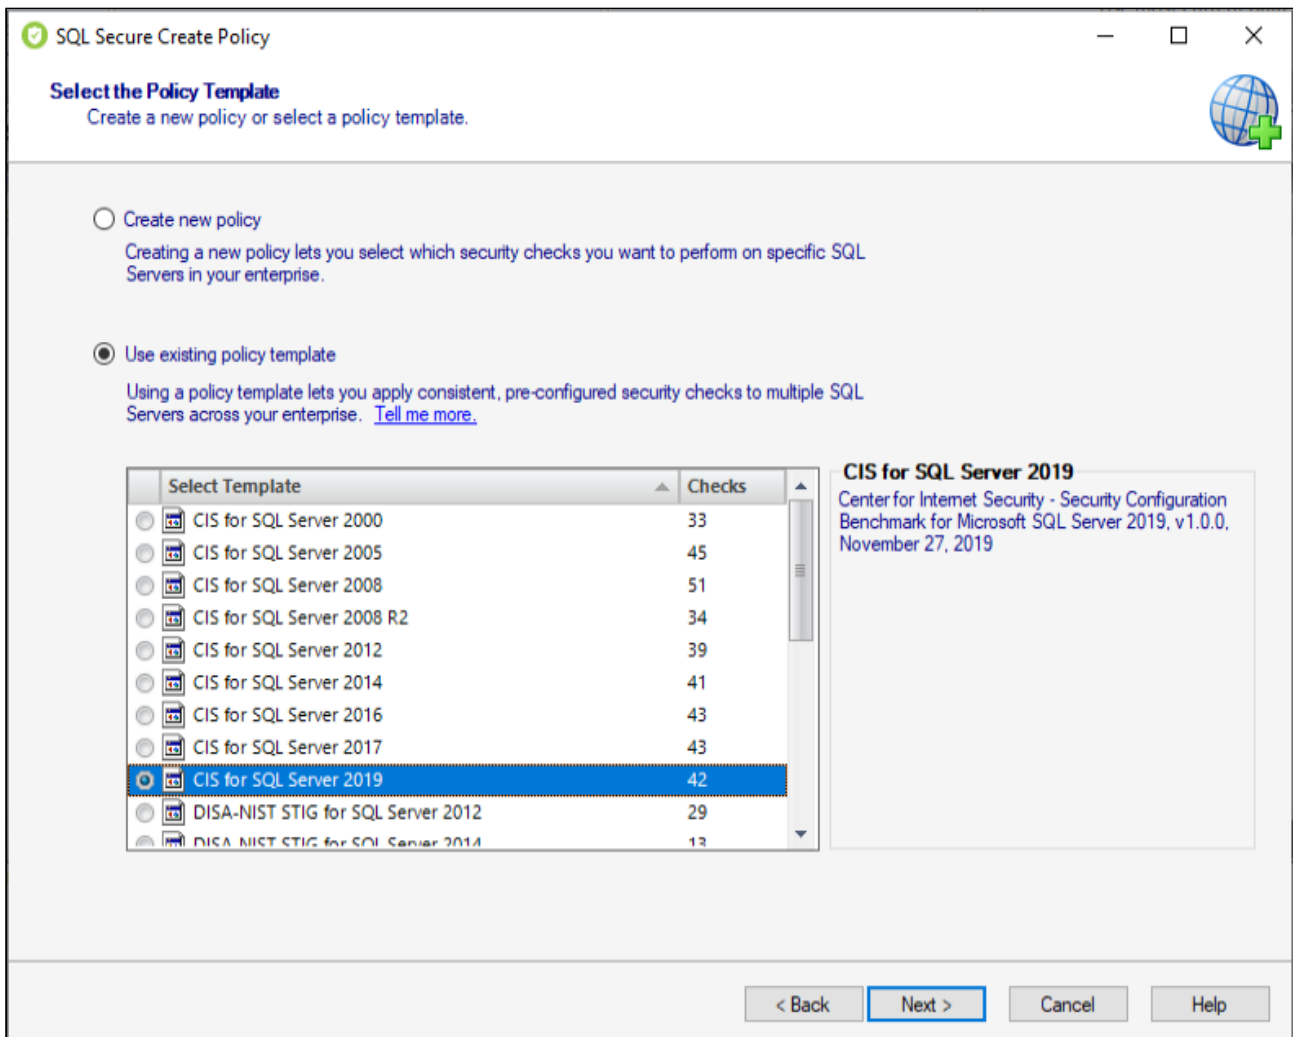 SQL Secure Create Policy
Select the Policy Template
Create a new policy or select a policy template.
Create new policy
Creating a new policy lets you select which security checks you want to perform on specific SQL
Servers in your enterprise.
Use existing policy template
Using a policy template lets you apply consistent, pre-configured security checks to multiple SQL
Servers across your enterprise. Tell me more.
Select Template Checks
CIS for SQL Server 2000 33
CIS for SQL Server 2005 45
CIS for SQL Server 2008 51
CIS for SQL Server 2008 R2 34
CIS for SQL Server 2012 39
CIS for SQL Server 2014 41
CIS for SQL Server 2016 43
CIS for SQL Server 2017 43
CIS for SQL Server 2019 42
DISA-NIST STIG for SQL Server 2012 29
DISA-NIST STIG for SQL Server 2014 13
CIS for SQL Server 2019
Center for Internet Security - Security Configuration
Benchmark for Microsoft SQL Server 2019, v1.0.0,
November 27, 2019
< Back
Next >
Cancel
Help